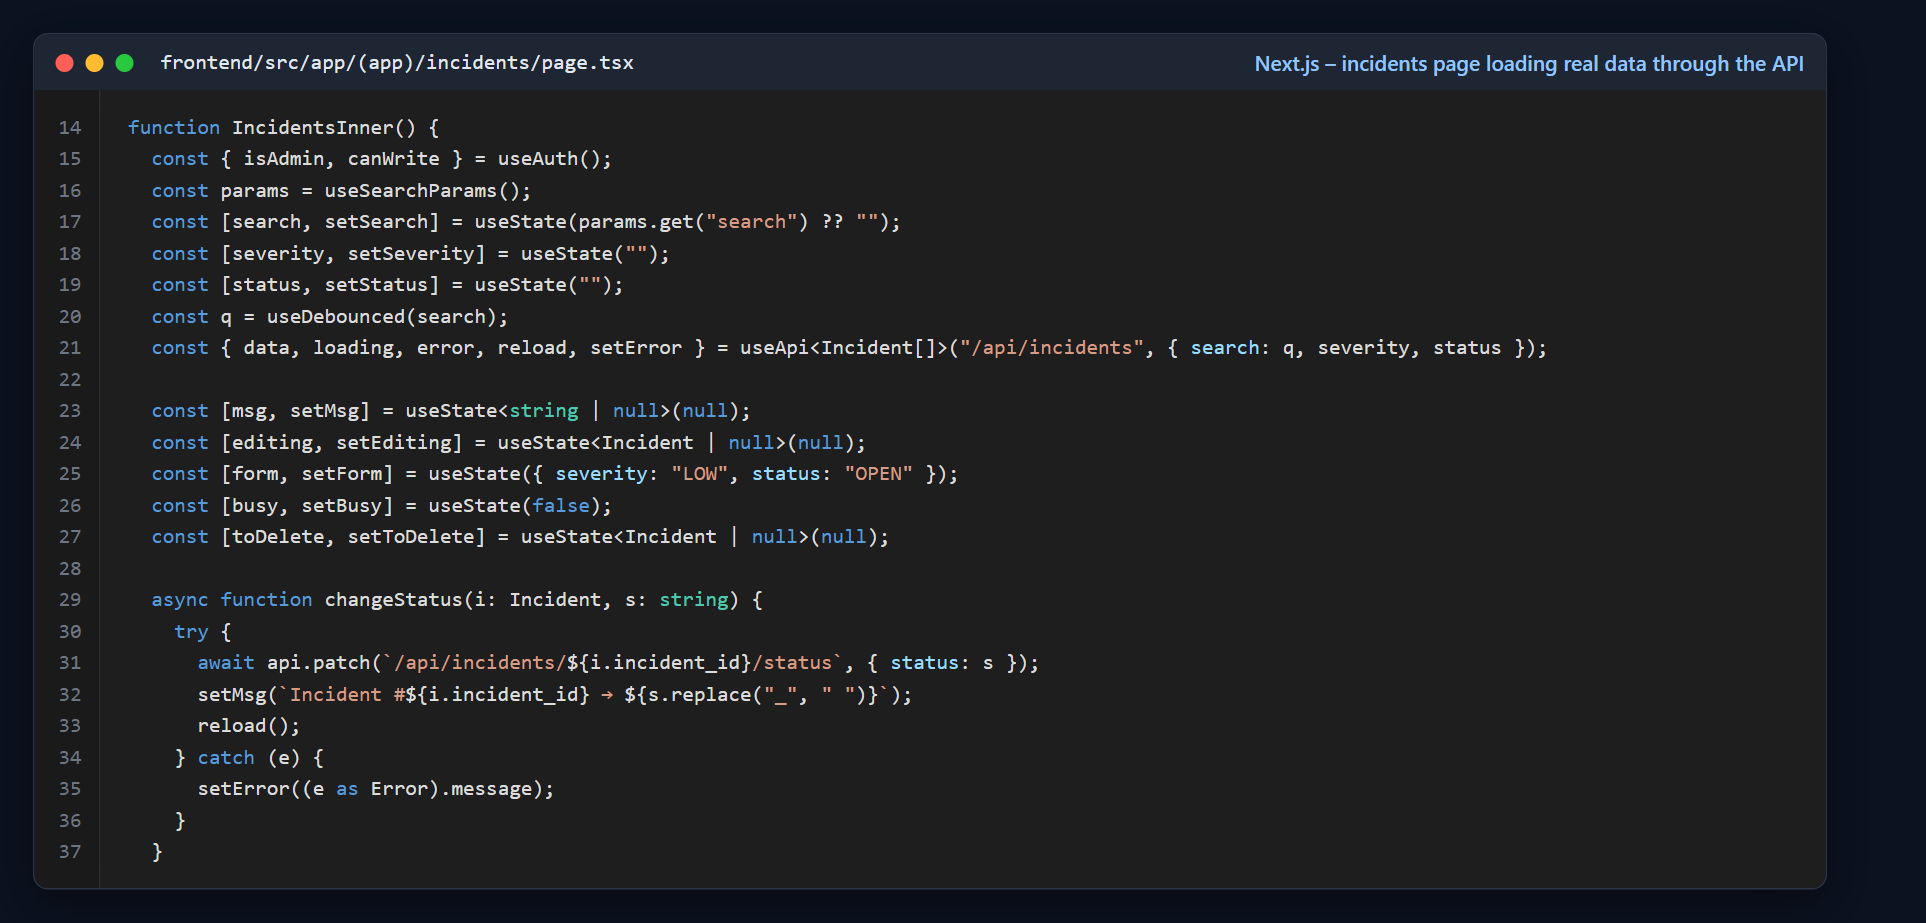 frontend/src/app/(app)/incidents/page.tsx
Next.js – incidents page loading real data through the API
14 function IncidentsInner() {
15   const { isAdmin, canWrite } = useAuth();
16   const params = useSearchParams();
17   const [search, setSearch] = useState(params.get("search") ?? "");
18   const [severity, setSeverity] = useState("");
19   const [status, setStatus] = useState("");
20   const q = useDebounced(search);
21   const { data, loading, error, reload, setError } = useApi<Incident[]>("/api/incidents", { search: q, severity, status });
22
23   const [msg, setMsg] = useState<string | null>(null);
24   const [editing, setEditing] = useState<Incident | null>(null);
25   const [form, setForm] = useState({ severity: "LOW", status: "OPEN" });
26   const [busy, setBusy] = useState(false);
27   const [toDelete, setToDelete] = useState<Incident | null>(null);
28
29   async function changeStatus(i: Incident, s: string) {
30     try {
31       await api.patch(`/api/incidents/${i.incident_id}/status`, { status: s });
32       setMsg(`Incident #${i.incident_id} → ${s.replace("_", " ")}`);
33       reload();
34     } catch (e) {
35       setError((e as Error).message);
36     }
37   }